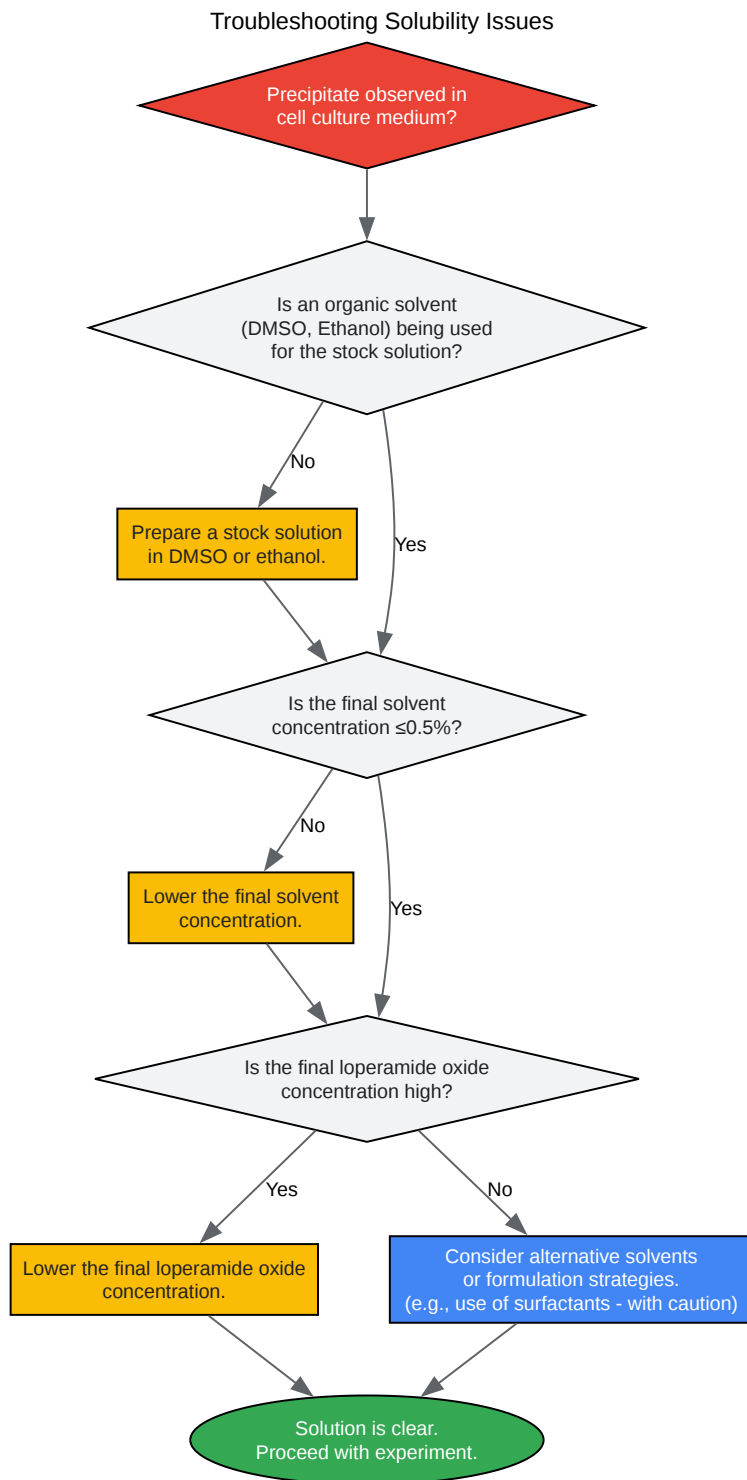 Troubleshooting Solubility Issues
Precipitate observed in
cell culture medium?
Is an organic solvent
(DMSO, Ethanol) being used
for the stock solution?
No
Yes
Prepare a stock solution
in DMSO or ethanol.
Is the final solvent
concentration ≤0.5%?
No
Yes
Lower the final solvent
concentration.
Is the final loperamide oxide
concentration high?
Yes
No
Lower the final loperamide oxide
concentration.
Consider alternative solvents
or formulation strategies.
(e.g., use of surfactants - with caution)
Solution is clear.
Proceed with experiment.